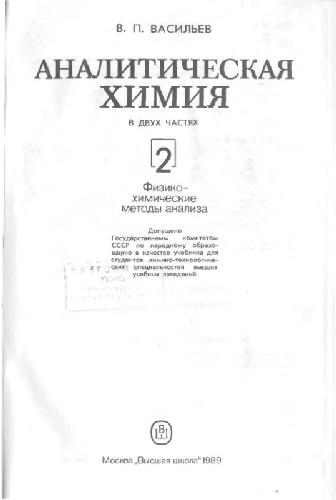 В. П. ВАСИЛЬЕВ
АНАЛИТИЧЕСКАЯ
ХИМИЯ
В ДВУХ ЧАСТЯХ
2
Физико-
химические
методы анализа
Допущено
Государственным комитетом
СССР по народному образо-
ванию в качестве учебника для
студентов химико-технологиче-
ских специальностей высших
учебных заведений
Москва „Высшая школа“ 1989